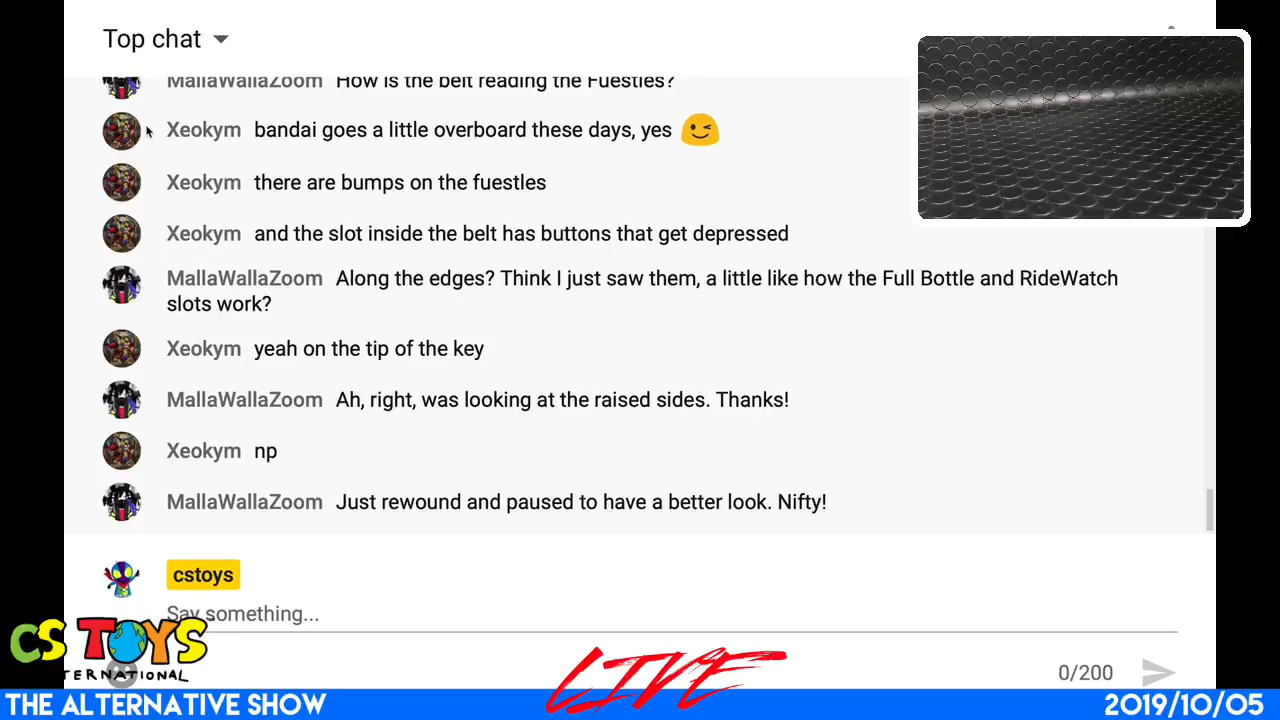 Top chat
MallaWallaZoom How is the belt reading the Fuestles?
Xeokym bandai goes a little overboard these days, yes
Xeokym there are bumps on the fuestles
Xeokym and the slot inside the belt has buttons that get depressed
MallaWallaZoom Along the edges? Think I just saw them, a little like how the Full Bottle and RideWatch
slots work?
Xeokym yeah on the tip of the key
MallaWallaZoom Ah, right, was looking at the raised sides. Thanks!
Xeokym np
MallaWallaZoom Just rewound and paused to have a better look. Nifty!
cstoys
Say something...
CS TOYS
TERNATIONAL
LIVE
0/200
THE ALTERNATIVE SHOW
2019/10/05